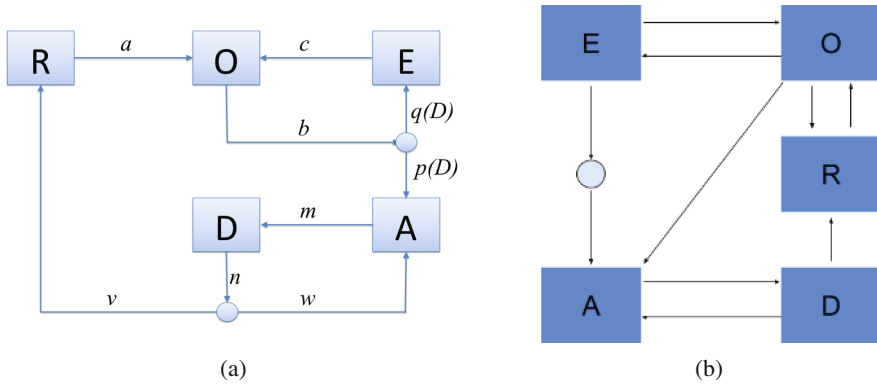 R a O c E
b q(D)
p(D)
D m A
n
v w
(a)
E O
R
A D
(b)